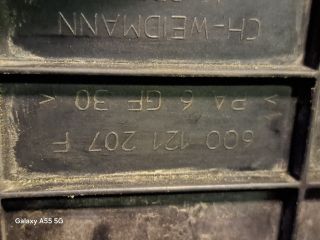 600 121 207 F
> PA 6 GF 30 <
CH-WEIDMANN
Galaxy A55 5G